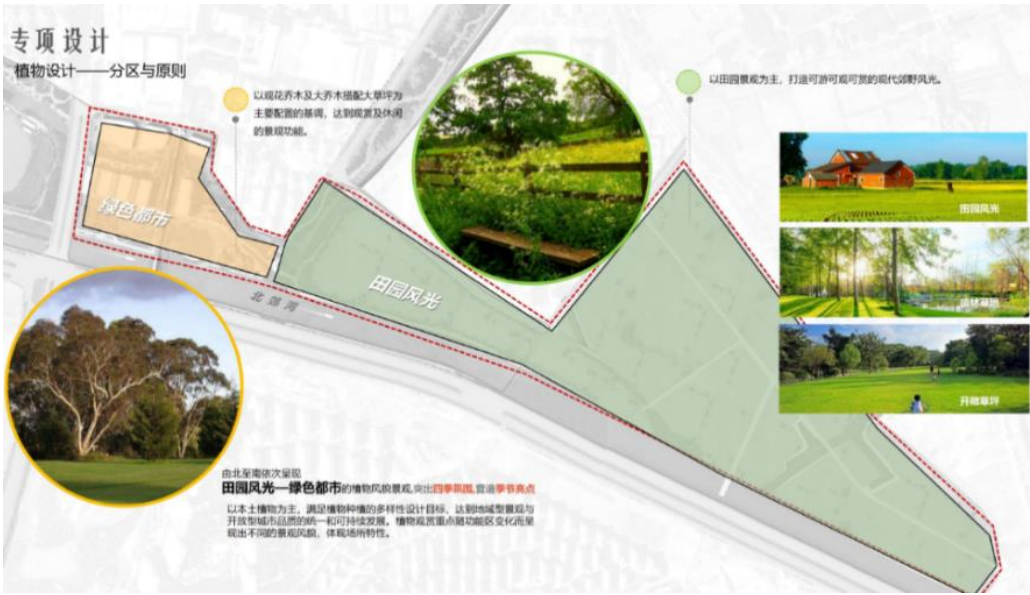 专项设计
植物设计——分区与原则
以观花乔木及大乔木搭配大草坪为
主要配置的基调，达到观赏及休闲
的景观功能。
以田园景观为主，打造可游可观可赏的现代郊野风光。
绿色都市
田园风光
北郊河
田园风光
疏林草地
开敞草坪
由北至南依次呈现
田园风光—绿色都市的植物风貌景观,突出四季氛围,营造季节亮点
以本土植物为主，满足植物种植的多样性设计目标，达到地域型景观与
开放型城市品质的统一和可持续发展。植物观赏重点随功能区变化而呈
现出不同的景观风貌，体现场所特性。